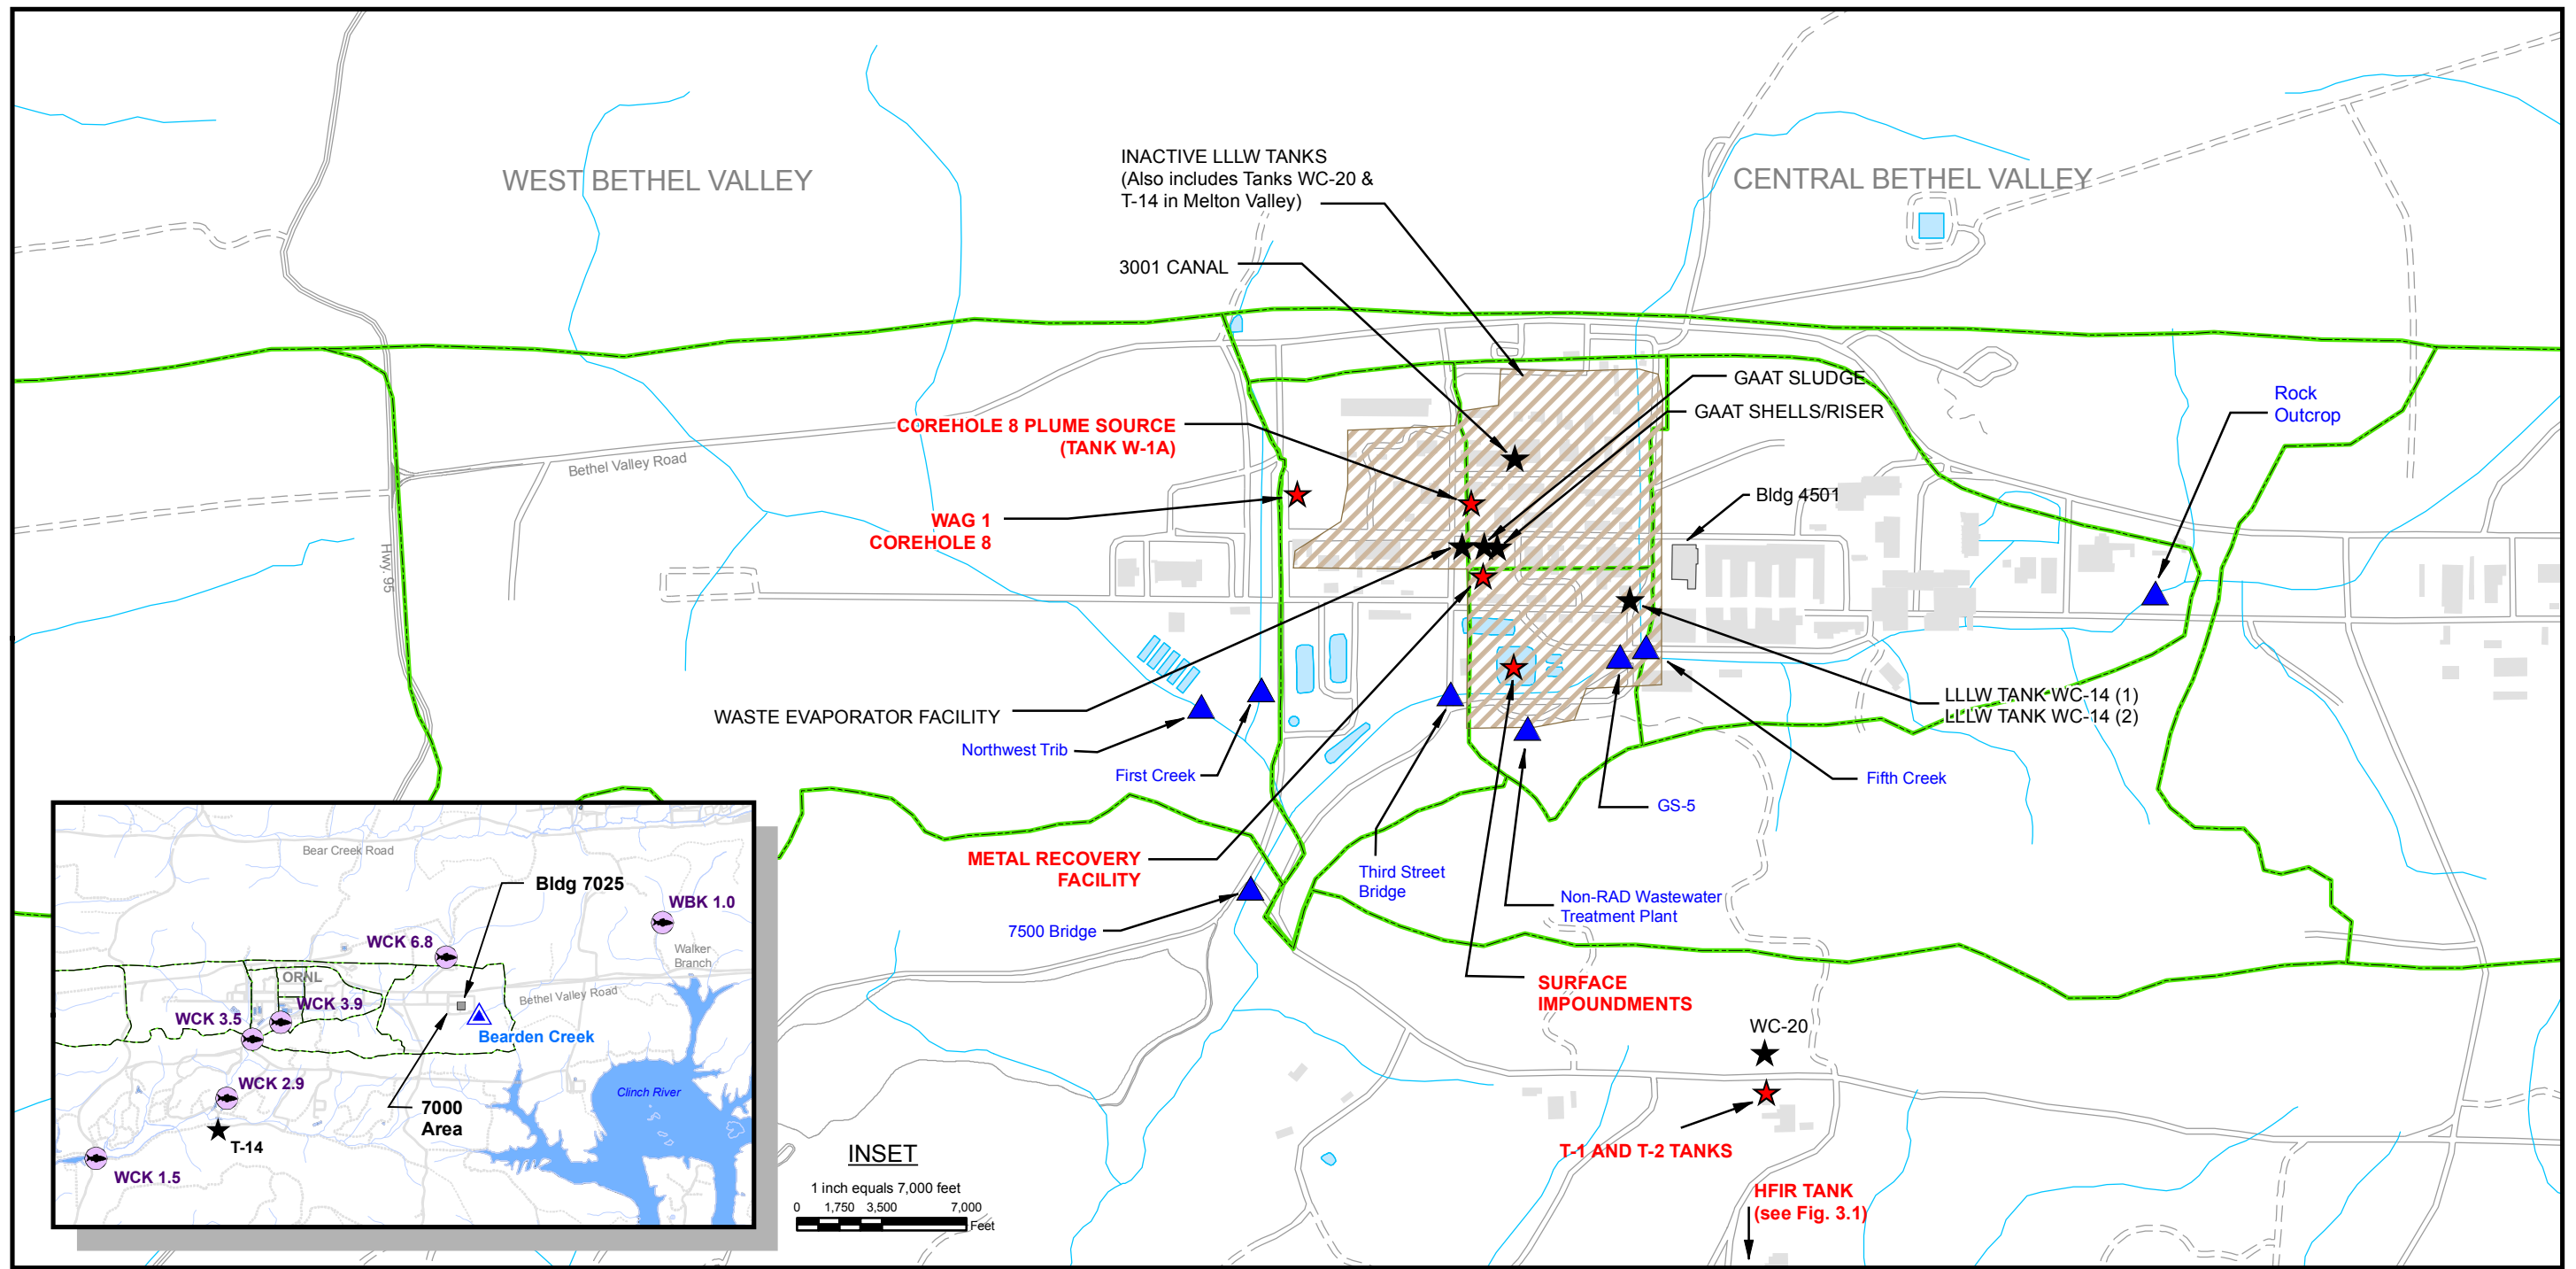 WEST BETHEL VALLEY
CENTRAL BETHEL VALLEY
INACTIVE LLLW TANKS
(Also includes Tanks WC-20 &
T-14 in Melton Valley)
3001 CANAL
GAAT SLUDGE
GAAT SHELLS/RISER
COREHOLE 8 PLUME SOURCE
(TANK W-1A)
Rock
Outcrop
Bethel Valley Road
Bldg 4501
WAG 1
COREHOLE 8
Hwy. 95
LLLW TANK WC-14 (1)
LLLW TANK WC-14 (2)
WASTE EVAPORATOR FACILITY
Northwest Trib
First Creek
Fifth Creek
GS-5
METAL RECOVERY
FACILITY
Third Street
Bridge
Non-RAD Wastewater
Treatment Plant
7500 Bridge
SURFACE
IMPOUNDMENTS
WC-20
T-1 AND T-2 TANKS
HFIR TANK
(see Fig. 3.1)
Bear Creek Road
Bldg 7025
WBK 1.0
WCK 6.8
Walker
Branch
ORNL
Bethel Valley Road
WCK 3.9
WCK 3.5
Bearden Creek
WCK 2.9
Clinch River
7000
Area
T-14
WCK 1.5
INSET
1 inch equals 7,000 feet
0 1,750 3,500 7,000
Feet